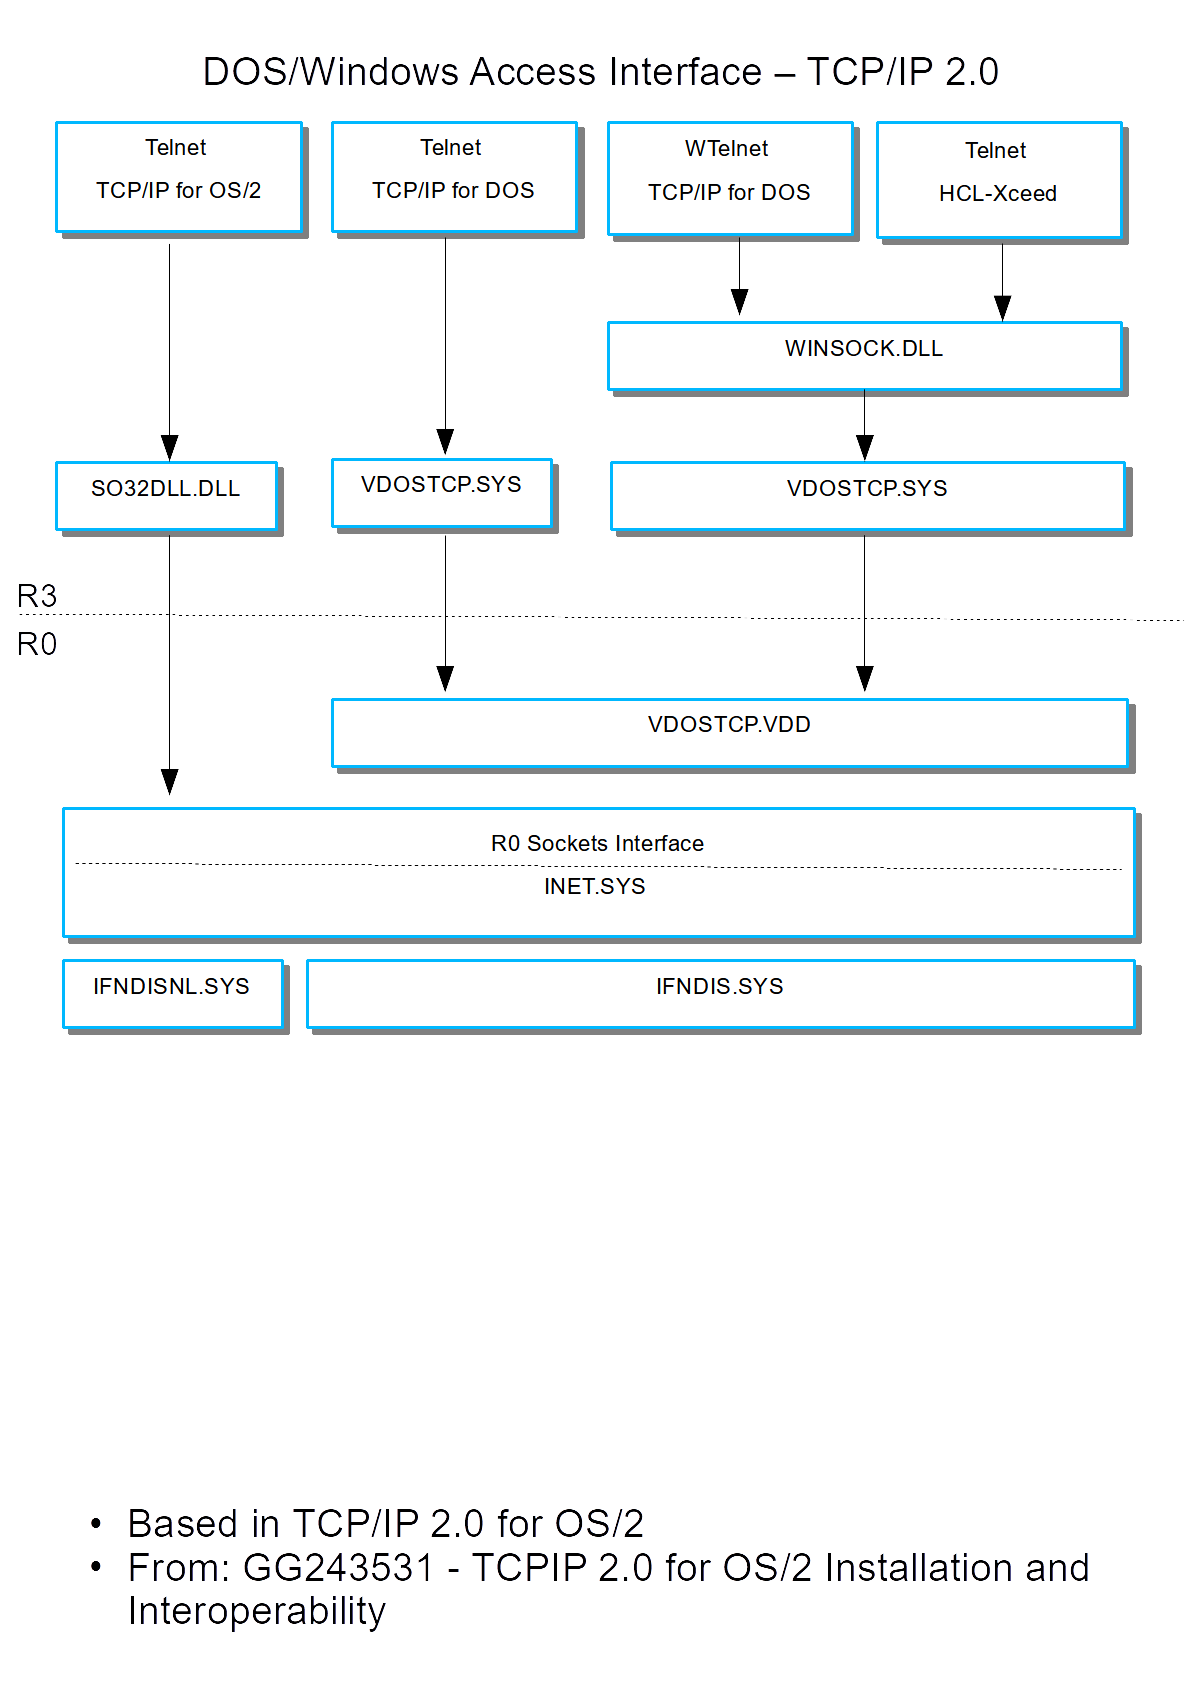 DOS/Windows Access Interface – TCP/IP 2.0
Telnet
TCP/IP for OS/2
Telnet
TCP/IP for DOS
WTelnet
TCP/IP for DOS
Telnet
HCL-Xceed
WINSOCK.DLL
SO32DLL.DLL
VDOSTCP.SYS
VDOSTCP.SYS
R3
R0
VDOSTCP.VDD
R0 Sockets Interface
INET.SYS
IFNDISNL.SYS
IFNDIS.SYS
• Based in TCP/IP 2.0 for OS/2
• From: GG243531 - TCPIP 2.0 for OS/2 Installation and
Interoperability